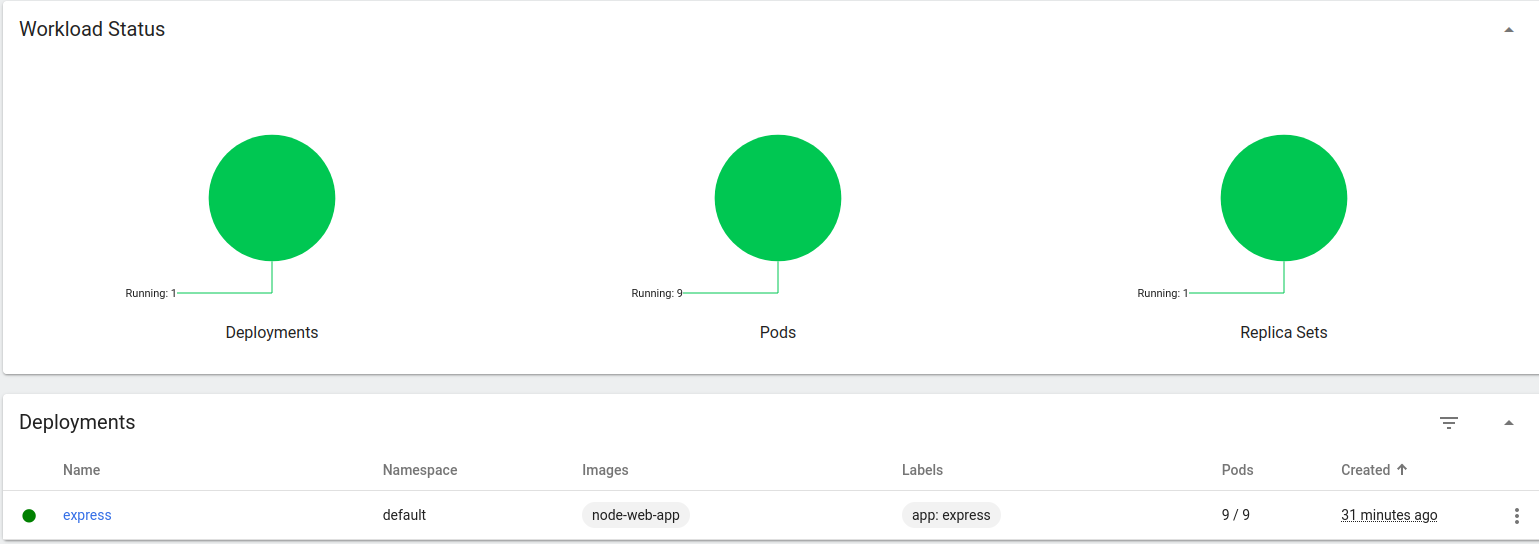 Workload Status
Running: 1 Running: 9 Running: 1
Deployments Pods Replica Sets
Deployments
Name Namespace Images Labels Pods Created
express default node-web-app app: express 9 / 9 31 minutes ago